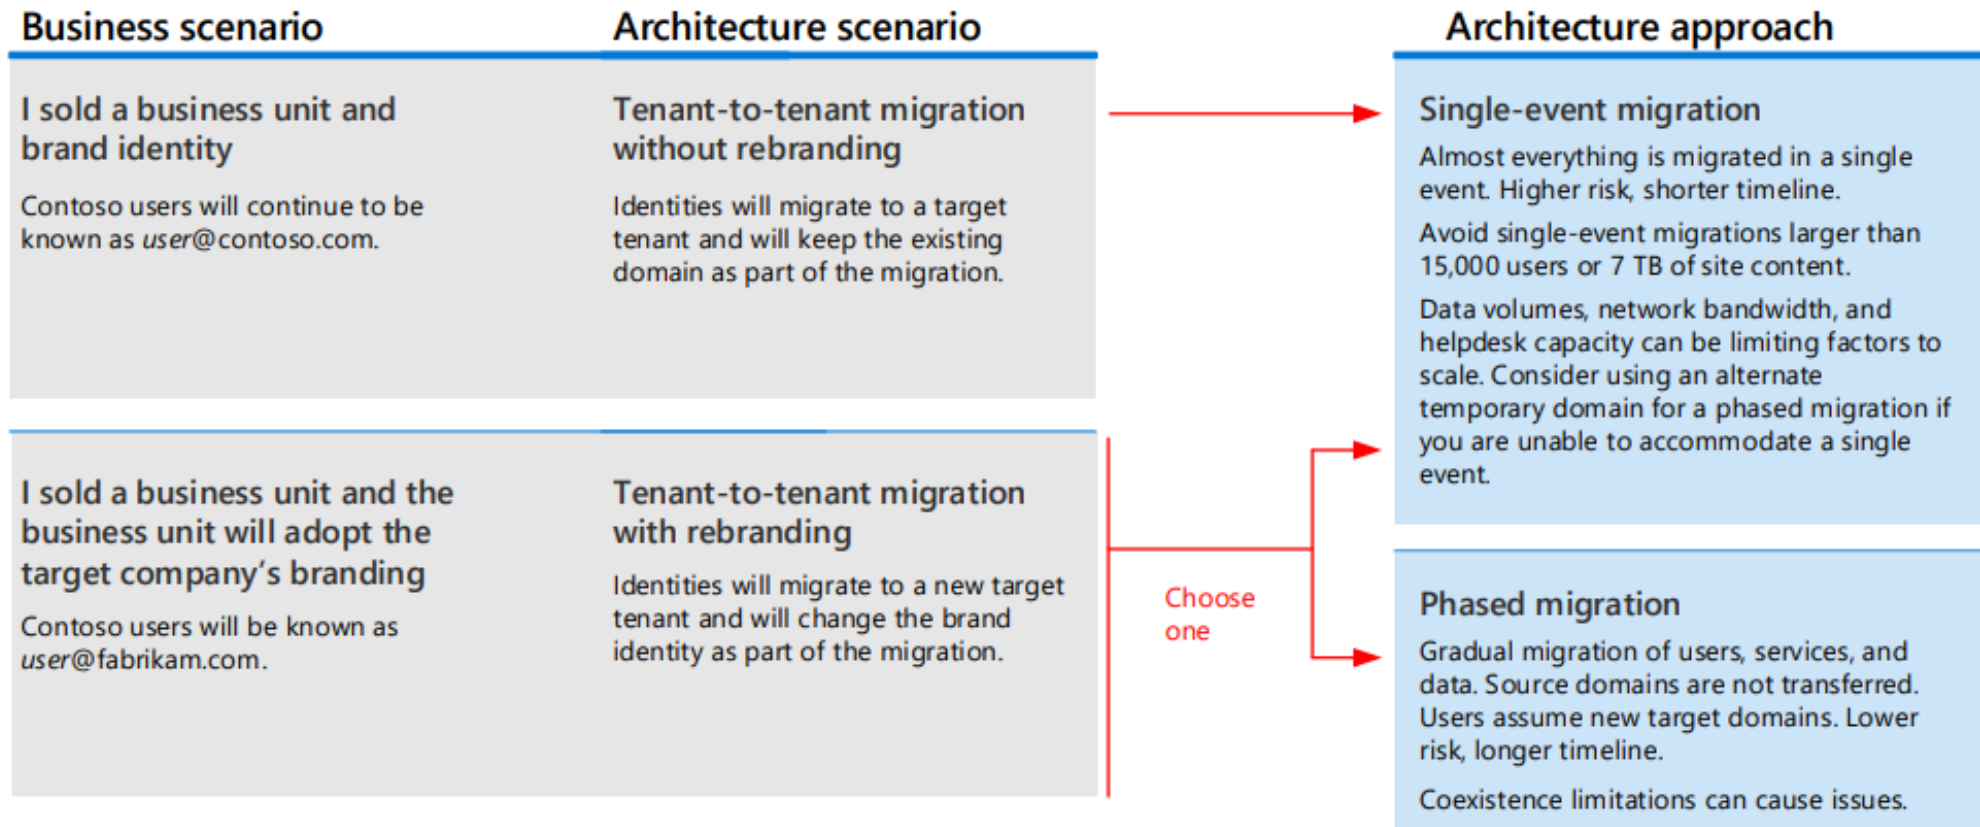 Business scenario
Architecture scenario
Architecture approach
I sold a business unit and
brand identity
Contoso users will continue to be
known as user@contoso.com.
Tenant-to-tenant migration
without rebranding
Identities will migrate to a target
tenant and will keep the existing
domain as part of the migration.
Single-event migration
Almost everything is migrated in a single
event. Higher risk, shorter timeline.
Avoid single-event migrations larger than
15,000 users or 7 TB of site content.
Data volumes, network bandwidth, and
helpdesk capacity can be limiting factors to
scale. Consider using an alternate
temporary domain for a phased migration if
you are unable to accommodate a single
event.
I sold a business unit and the
business unit will adopt the
target company’s branding
Contoso users will be known as
user@fabrikam.com.
Tenant-to-tenant migration
with rebranding
Identities will migrate to a new target
tenant and will change the brand
identity as part of the migration.
Choose
one
Phased migration
Gradual migration of users, services, and
data. Source domains are not transferred.
Users assume new target domains. Lower
risk, longer timeline.
Coexistence limitations can cause issues.